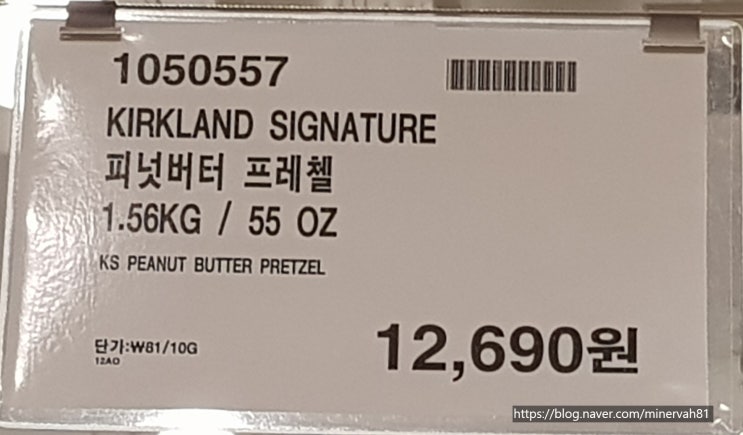 1050557
KIRKLAND SIGNATURE
피넛버터 프레첼
1.56KG / 55 OZ
KS PEANUT BUTTER PRETZEL
단가:₩81/10G
12AO
12,690원
https://blog.naver.com/minervah81